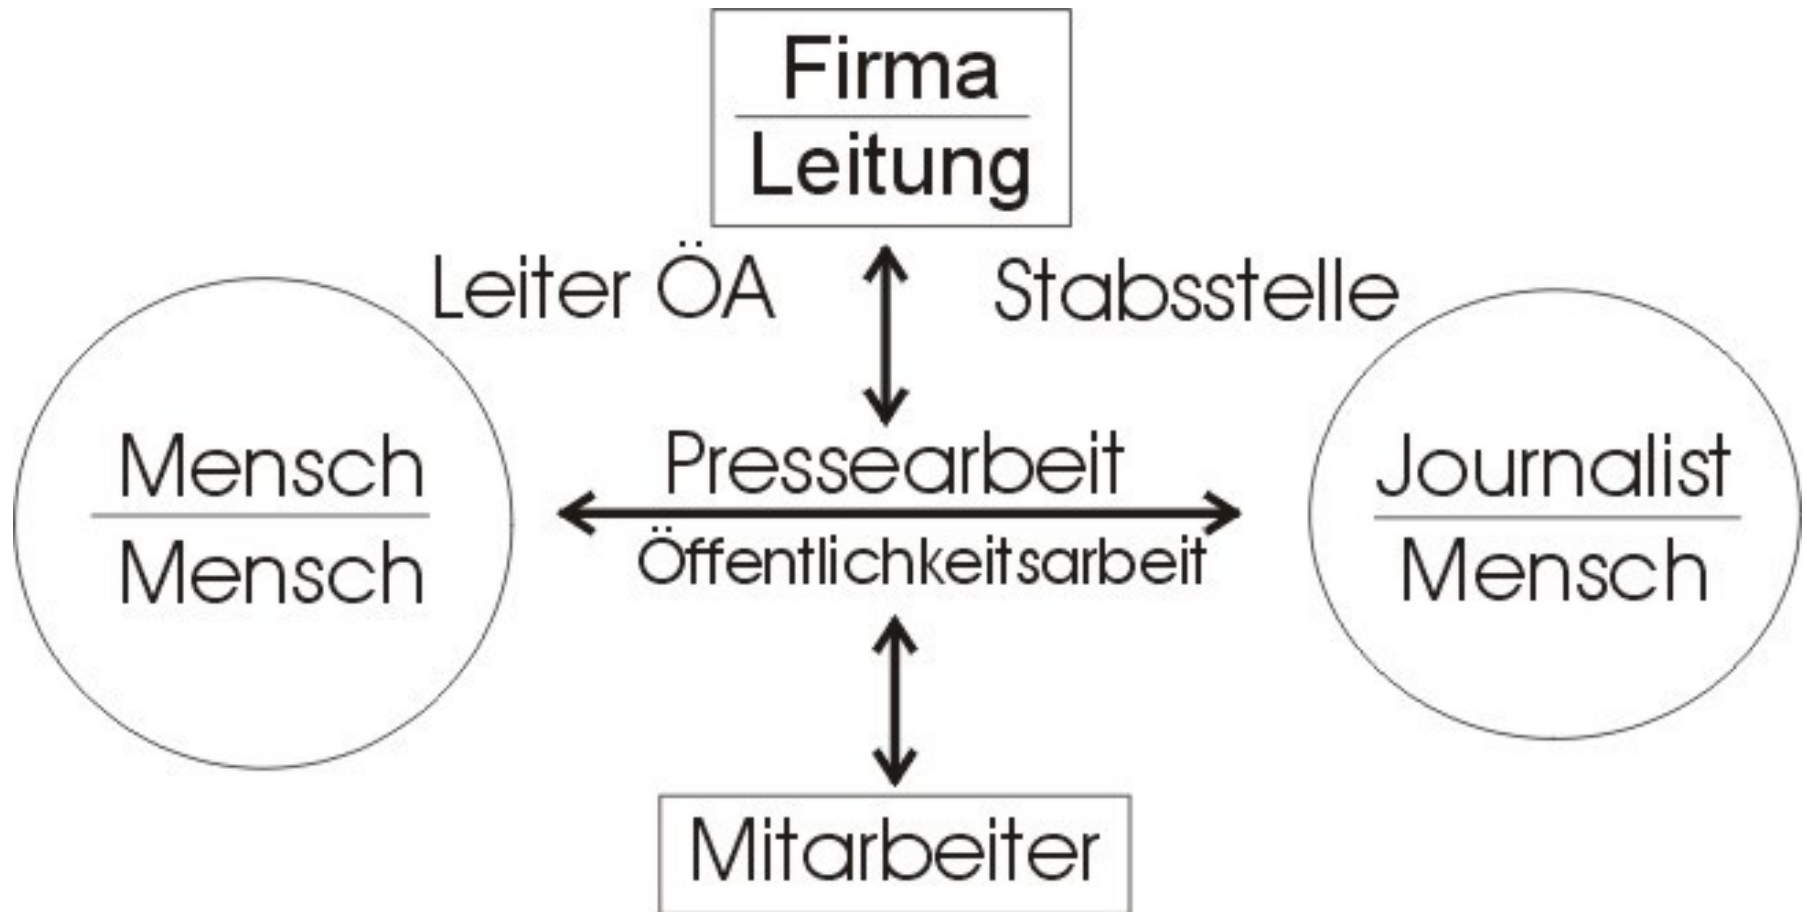 Firma
Leitung
Leiter ÖA
Stabsstelle
Mensch
Mensch
Pressearbeit
Öffentlichkeitsarbeit
Journalist
Mensch
Mitarbeiter